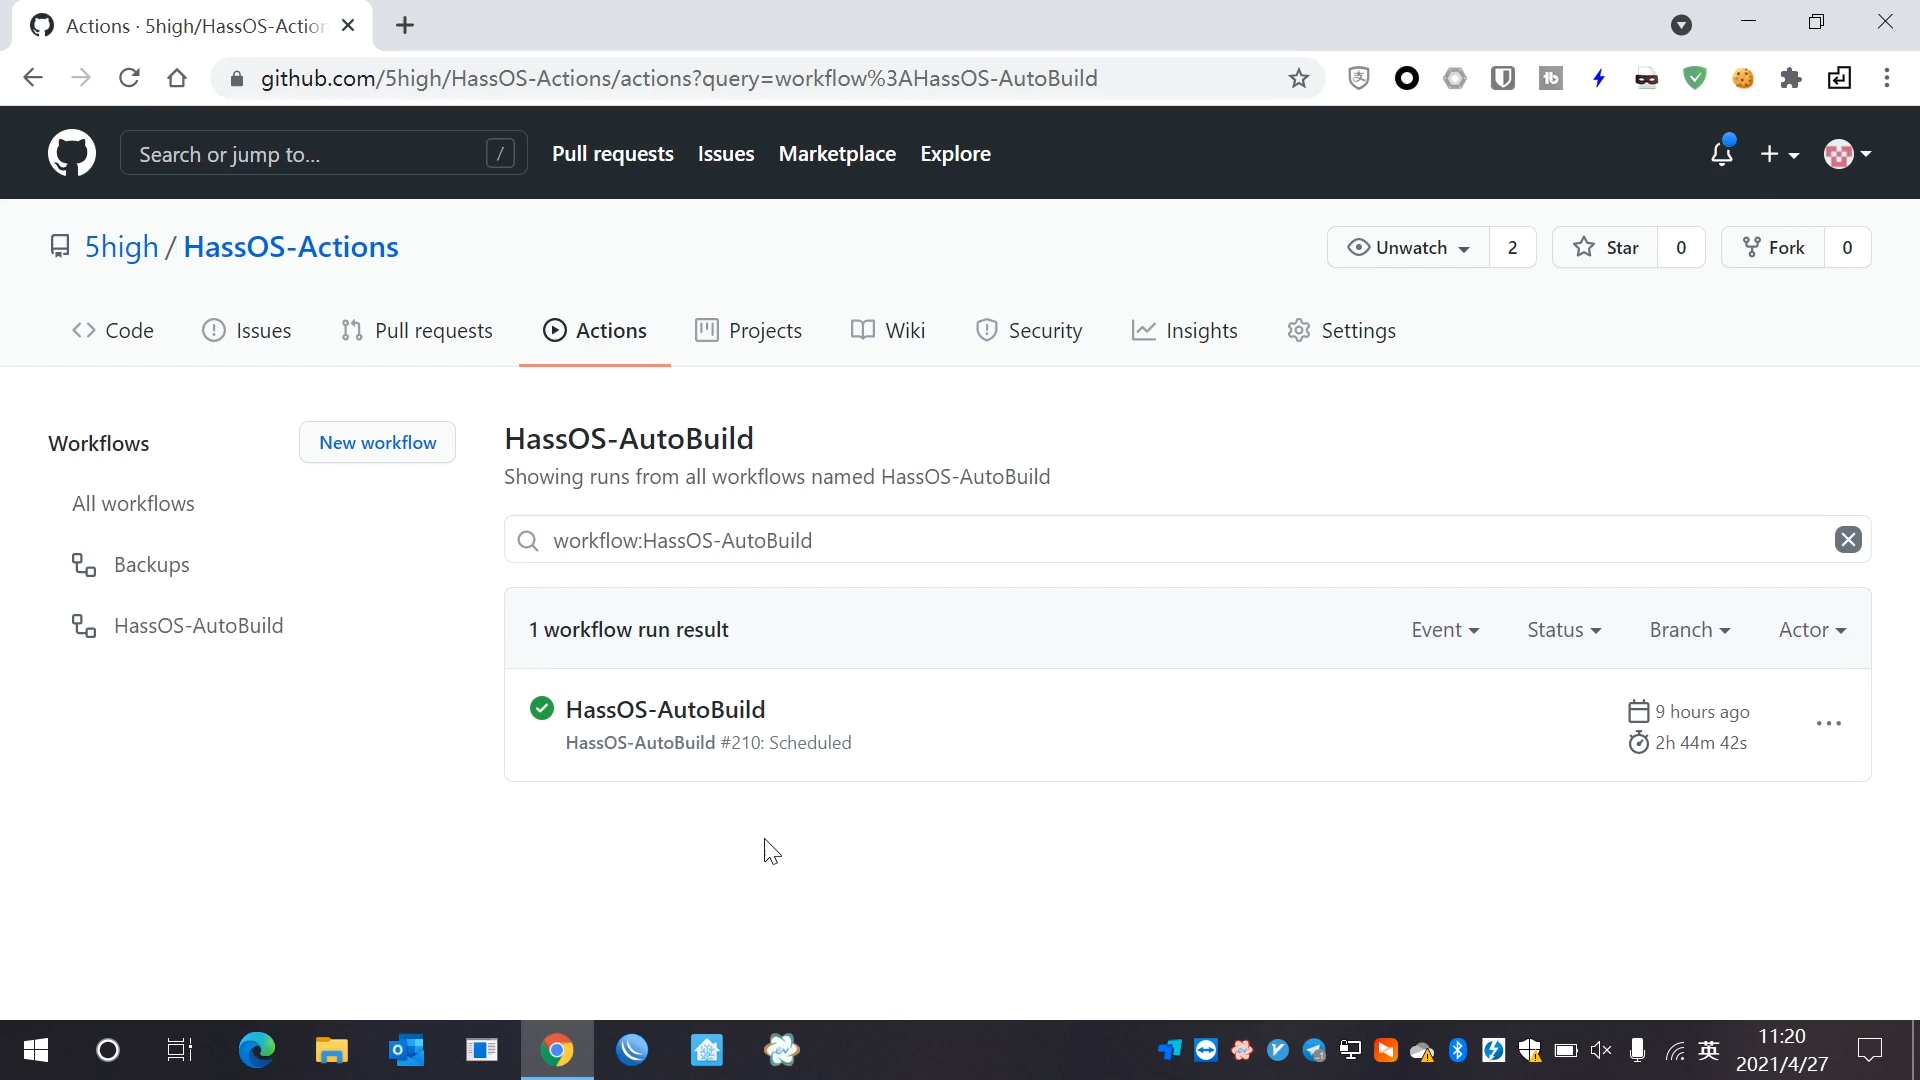 Actions · 5high/HassOS-Action
github.com/5high/HassOS-Actions/actions?query=workflow%3AHassOS-AutoBuild
Search or jump to...
/
Pull requests
Issues
Marketplace
Explore
5high / HassOS-Actions
Unwatch
2
Star
0
Fork
0
Code
Issues
Pull requests
Actions
Projects
Wiki
Security
Insights
Settings
Workflows
New workflow
All workflows
Backups
HassOS-AutoBuild
HassOS-AutoBuild
Showing runs from all workflows named HassOS-AutoBuild
workflow:HassOS-AutoBuild
1 workflow run result
Event
Status
Branch
Actor
HassOS-AutoBuild
HassOS-AutoBuild #210: Scheduled
9 hours ago
2h 44m 42s
英
11:20
2021/4/27